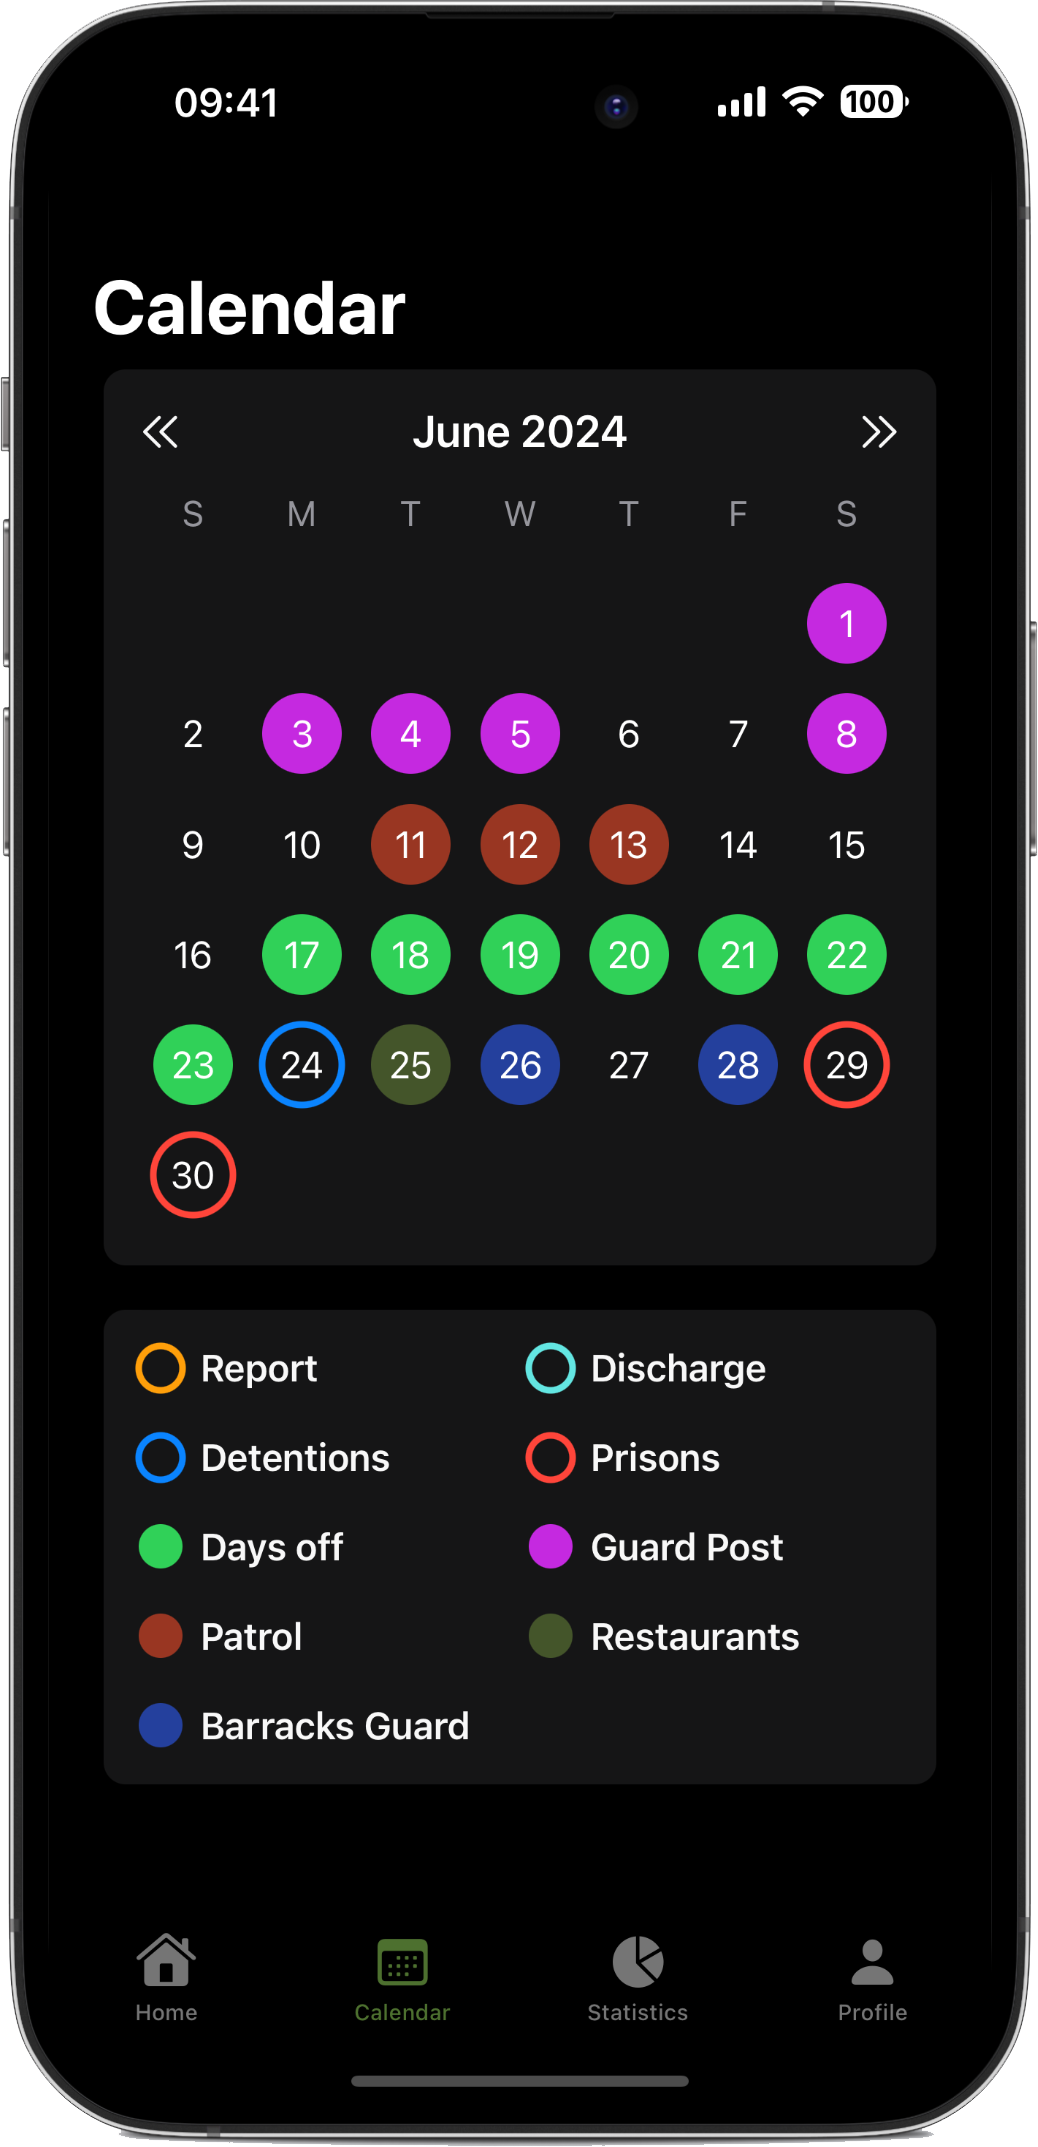 09:41
100
Calendar
June 2024
S M T W T F S
1
2 3 4 5 6 7 8
9 10 11 12 13 14 15
16 17 18 19 20 21 22
23 24 25 26 27 28 29
30
Report Discharge
Detentions Prisons
Days off Guard Post
Patrol Restaurants
Barracks Guard
Home Calendar Statistics Profile